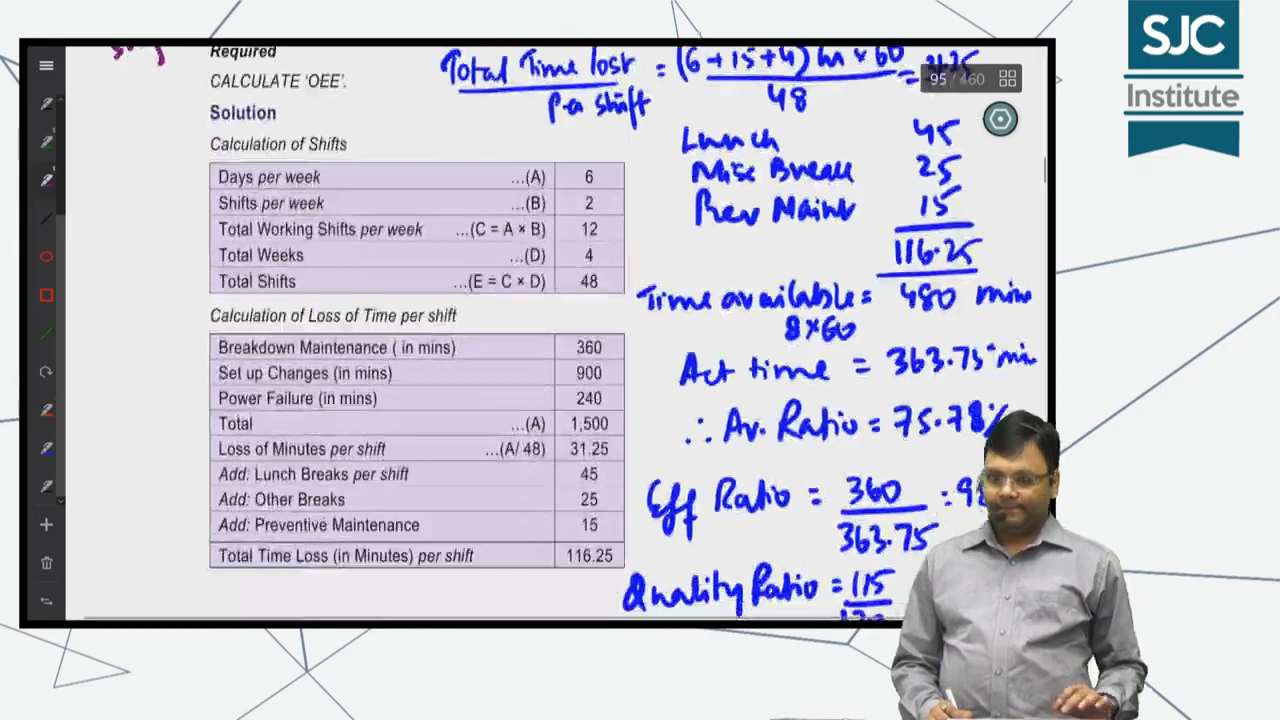 SJC
Institute
Required
CALCULATE 'OEE'.
Solution
Calculation of Shifts
Days per week ...(A) 6
Shifts per week ...(B) 2
Total Working Shifts per week ...(C = A × B) 12
Total Weeks ...(D) 4
Total Shifts ...(E = C × D) 48
Calculation of Loss of Time per shift
Breakdown Maintenance ( in mins) 360
Set up Changes (in mins) 900
Power Failure (in mins) 240
Total ...(A) 1,500
Loss of Minutes per shift ...(A/ 48) 31.25
Add: Lunch Breaks per shift 45
Add: Other Breaks 25
Add: Preventive Maintenance 15
Total Time Loss (in Minutes) per shift 116.25
Total Time lost = (6+15+4) hr × 60 =
Per shift 48
95 / 460
Lunch 45
Misc Break 25
Prev Maint 15
116.25
Time available = 480 mins
8×60
Act time = 363.75 min
∴ Av. Ratio = 75.78%
Eff Ratio = 360 =
363.75
Quality Ratio = 115